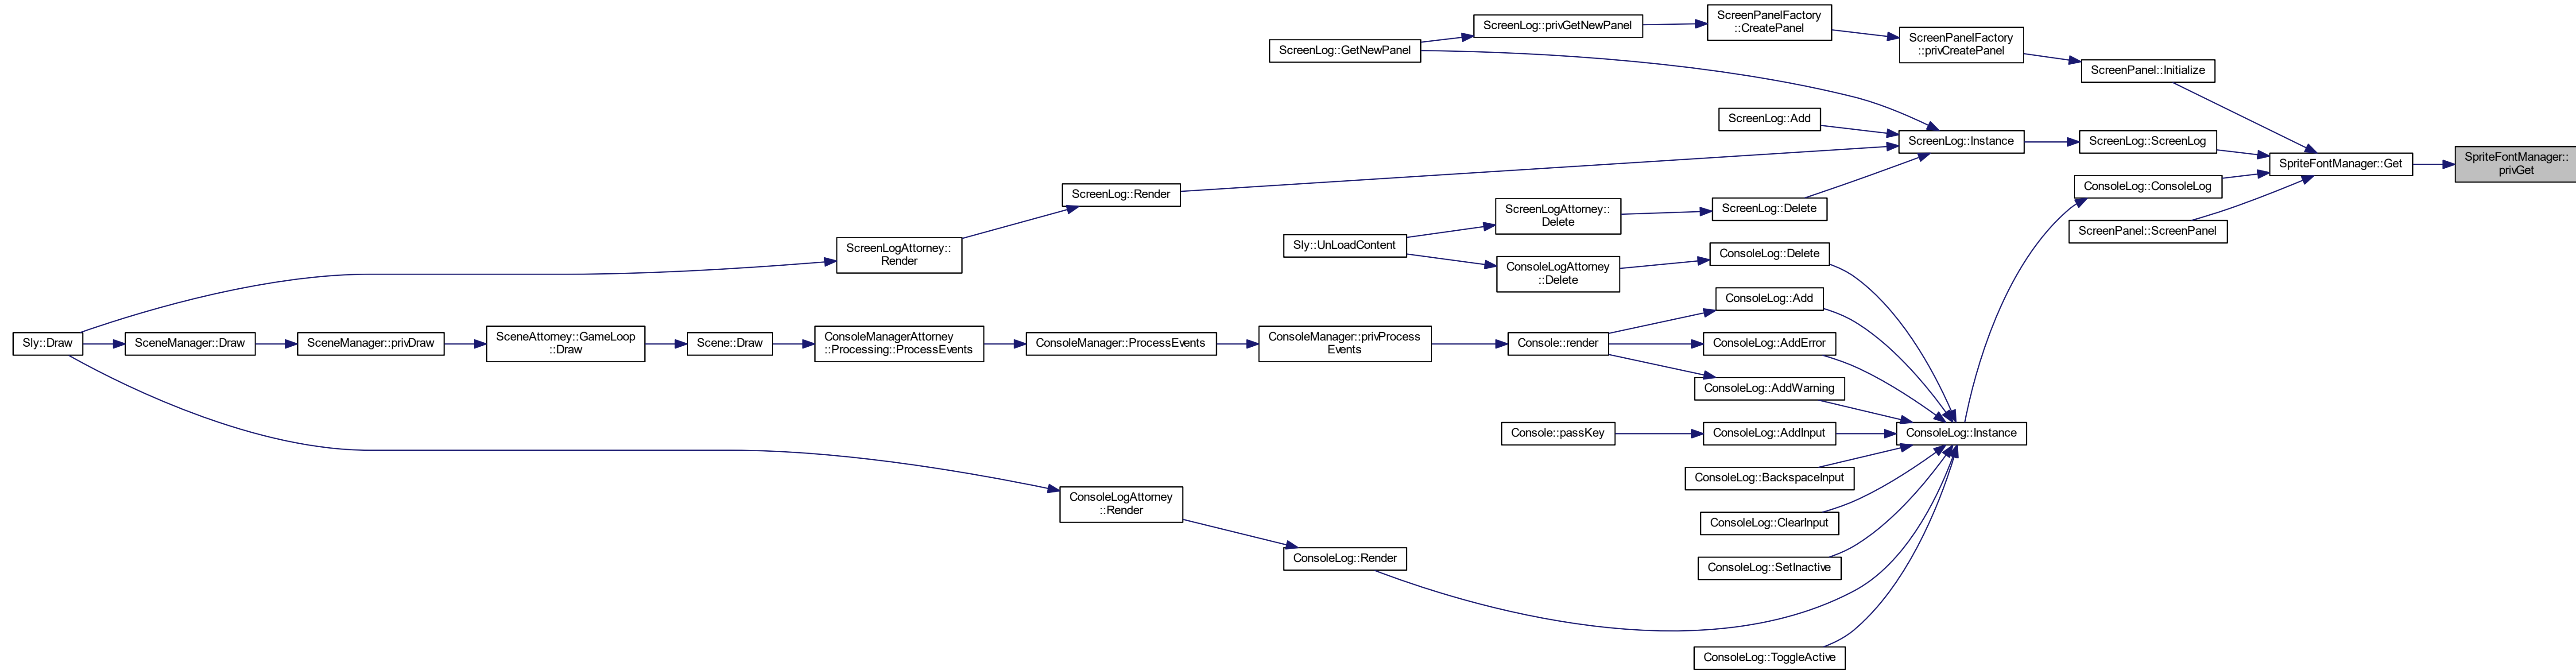 ScreenPanelFactory
::CreatePanel
ScreenLog::privGetNewPanel
ScreenLog::GetNewPanel
ScreenPanelFactory
::privCreatePanel
ScreenPanel::Initialize
ScreenLog::Add
ScreenLog::Instance
ScreenLog::ScreenLog
SpriteFontManager::Get
SpriteFontManager::
privGet
ConsoleLog::ConsoleLog
ScreenPanel::ScreenPanel
ScreenLog::Render
ScreenLogAttorney::
Delete
ScreenLog::Delete
ScreenLogAttorney::
Render
Sly::UnLoadContent
ConsoleLogAttorney
::Delete
ConsoleLog::Delete
ConsoleLog::Add
Sly::Draw
SceneManager::Draw
SceneManager::privDraw
SceneAttorney::GameLoop
::Draw
Scene::Draw
ConsoleManagerAttorney
::Processing::ProcessEvents
ConsoleManager::ProcessEvents
ConsoleManager::privProcess
Events
Console::render
ConsoleLog::AddError
ConsoleLog::AddWarning
Console::passKey
ConsoleLog::AddInput
ConsoleLog::Instance
ConsoleLog::BackspaceInput
ConsoleLogAttorney
::Render
ConsoleLog::ClearInput
ConsoleLog::Render
ConsoleLog::SetInactive
ConsoleLog::ToggleActive